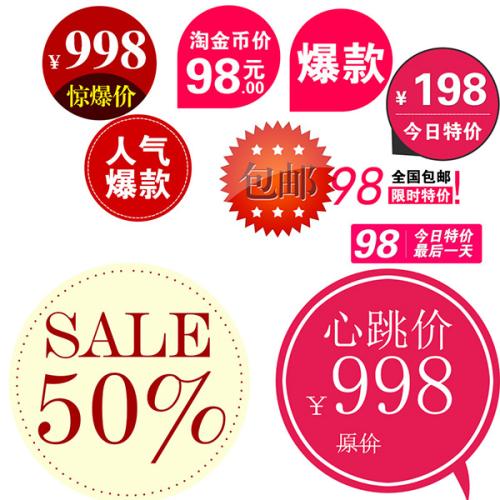 ¥998
惊爆价
淘金币价
98元
.00
爆款
¥198
今日特价
人气
爆款
包邮
98
全国包邮
限时特价!
98
今日特价
最后一天
SALE
50%
心跳价
¥998
原价